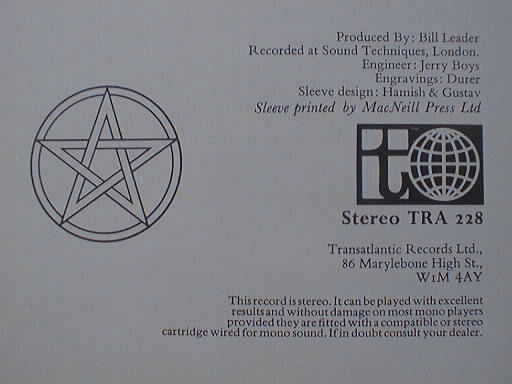 Produced By: Bill Leader
Recorded at Sound Techniques, London.
Engineer: Jerry Boys
Engravings: Durer
Sleeve design: Hamish & Gustav
Sleeve printed by MacNeill Press Ltd
t
Stereo TRA 228
Transatlantic Records Ltd.,
86 Marylebone High St.,
W1M 4AY
This record is stereo. It can be played with excellent
results and without damage on most mono players
provided they are fitted with a compatible or stereo
cartridge wired for mono sound. If in doubt consult your dealer.